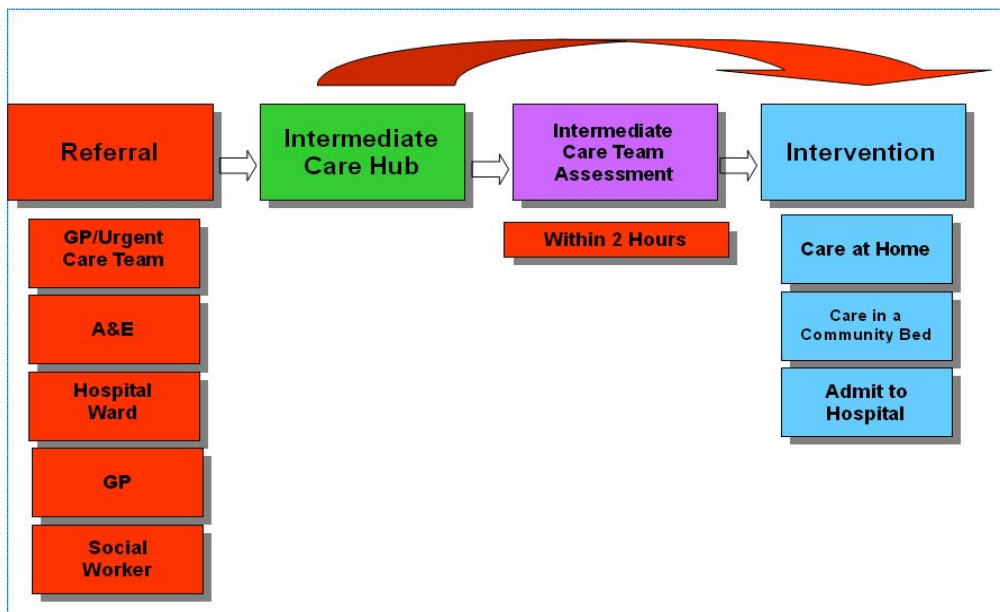 Referral
Intermediate
Care Hub
Intermediate
Care Team
Assessment
Intervention
GP/Urgent
Care Team
A&E
Hospital
Ward
GP
Social
Worker
Within 2 Hours
Care at Home
Care in a
Community Bed
Admit to
Hospital